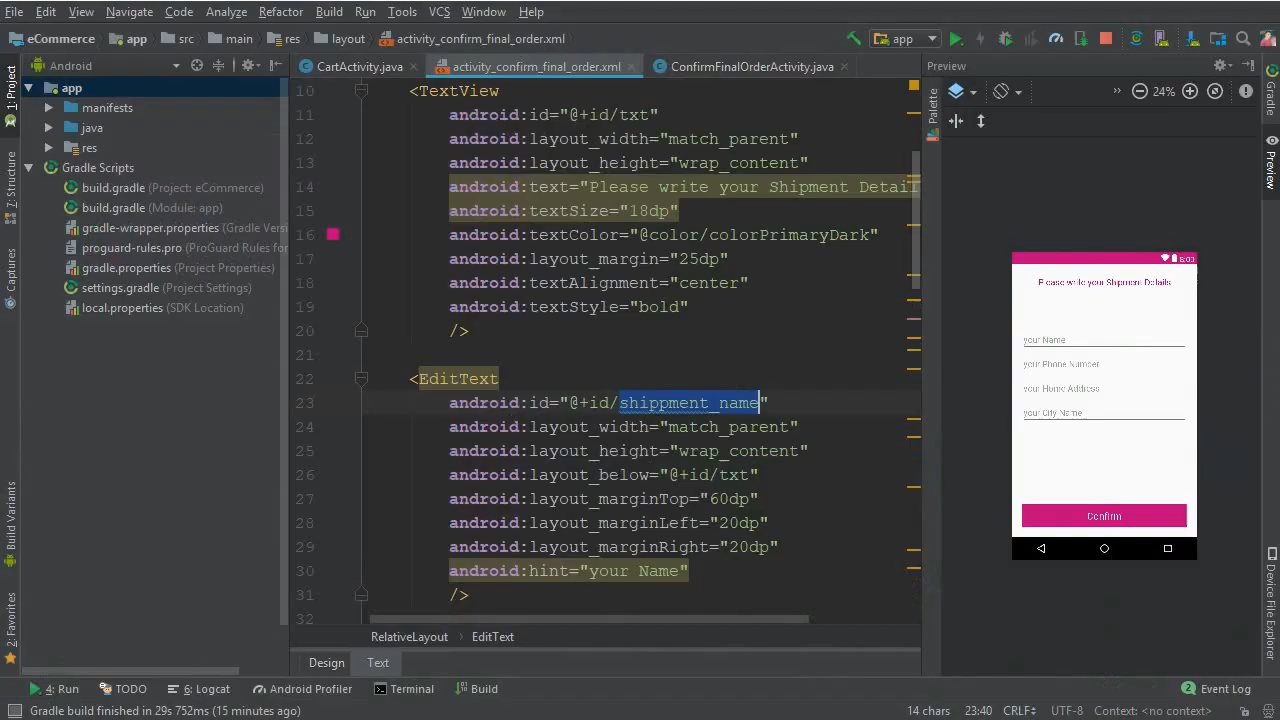 File Edit View Navigate Code Analyze Refactor Build Run Tools VCS Window Help
eCommerce app src main res layout activity_confirm_final_order.xml app
Android CartActivity.java activity_confirm_final_order.xml ConfirmFinalOrderActivity.java Preview
1: Project
7: Structure
Captures
Build Variants
2: Favorites
app
manifests
java
res
Gradle Scripts
build.gradle (Project: eCommerce)
build.gradle (Module: app)
gradle-wrapper.properties (Gradle Versi
proguard-rules.pro (ProGuard Rules for
gradle.properties (Project Properties)
settings.gradle (Project Settings)
local.properties (SDK Location)
10 <TextView
11 android:id="@+id/txt"
12 android:layout_width="match_parent"
13 android:layout_height="wrap_content"
14 android:text="Please write your Shipment Detail
15 android:textSize="18dp"
16 android:textColor="@color/colorPrimaryDark"
17 android:layout_margin="25dp"
18 android:textAlignment="center"
19 android:textStyle="bold"
20 />
21
22 <EditText
23 android:id="@+id/shippment_name"
24 android:layout_width="match_parent"
25 android:layout_height="wrap_content"
26 android:layout_below="@+id/txt"
27 android:layout_marginTop="60dp"
28 android:layout_marginLeft="20dp"
29 android:layout_marginRight="20dp"
30 android:hint="your Name"
31 />
32
RelativeLayout EditText
Design Text
Palette
24%
Please write your Shipment Details
your Name
your Phone Number
your Home Address
your City Name
Confirm
Gradle
Preview
Device File Explorer
4: Run TODO 6: Logcat Android Profiler Terminal Build 2 Event Log
Gradle build finished in 29s 752ms (15 minutes ago) 14 chars 23:40 CRLF UTF-8 Context: <no context>